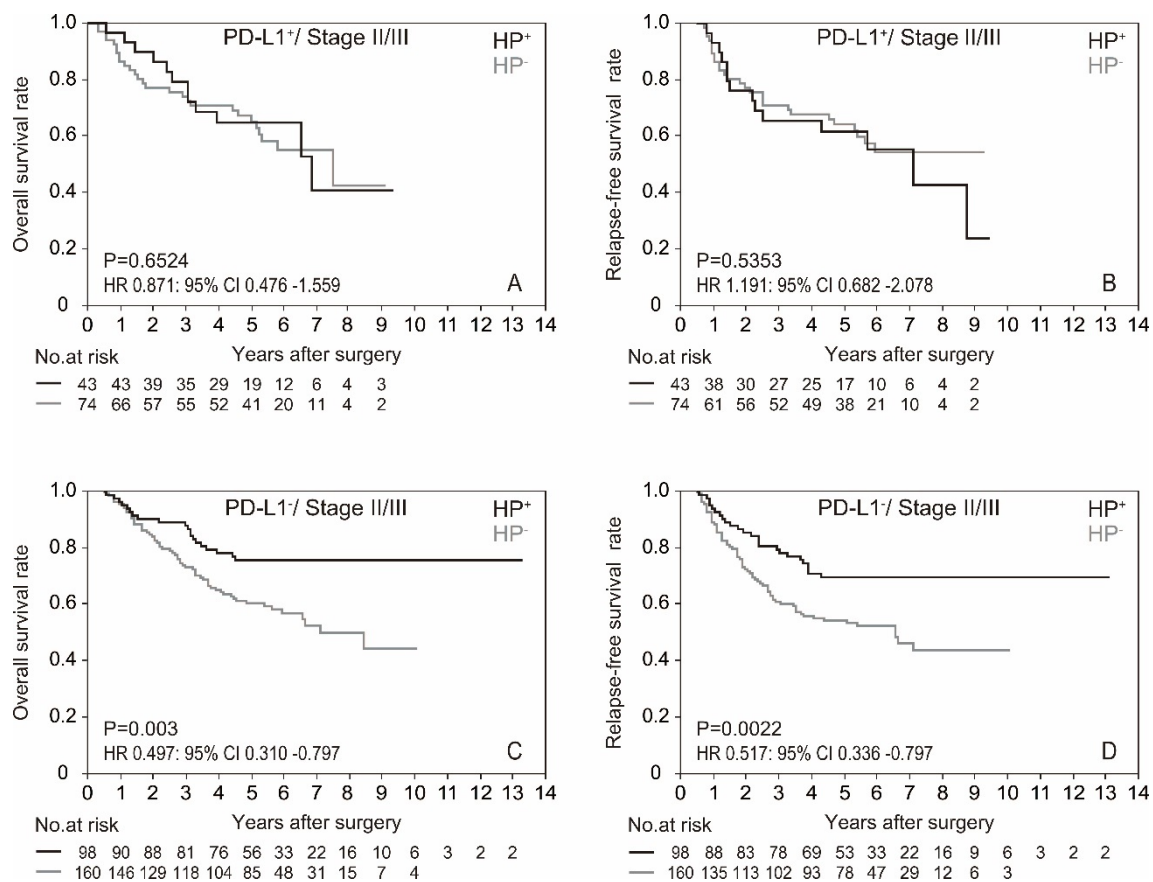 Overall survival rate
1.0
0.8
0.6
0.4
0.2
0
PD-L1⁺/ Stage II/III
HP⁺
HP⁻
P=0.6524
HR 0.871: 95% CI 0.476 -1.559
A
0 1 2 3 4 5 6 7 8 9 10 11 12 13 14
Years after surgery
No.at risk
43 43 39 35 29 19 12 6 4 3
74 66 57 55 52 41 20 11 4 2
Relapse-free survival rate
1.0
0.8
0.6
0.4
0.2
0
PD-L1⁺/ Stage II/III
HP⁺
HP⁻
P=0.5353
HR 1.191: 95% CI 0.682 -2.078
B
0 1 2 3 4 5 6 7 8 9 10 11 12 13 14
Years after surgery
No.at risk
43 38 30 27 25 17 10 6 4 2
74 61 56 52 49 38 21 10 4 2
Overall survival rate
1.0
0.8
0.6
0.4
0.2
0
PD-L1⁻/ Stage II/III
HP⁺
HP⁻
P=0.003
HR 0.497: 95% CI 0.310 -0.797
C
0 1 2 3 4 5 6 7 8 9 10 11 12 13 14
Years after surgery
No.at risk
98 90 88 81 76 56 33 22 16 10 6 3 2 2
160 146 129 118 104 85 48 31 15 7 4
Relapse-free survival rate
1.0
0.8
0.6
0.4
0.2
0
PD-L1⁻/ Stage II/III
HP⁺
HP⁻
P=0.0022
HR 0.517: 95% CI 0.336 -0.797
D
0 1 2 3 4 5 6 7 8 9 10 11 12 13 14
Years after surgery
No.at risk
98 88 83 78 69 53 33 22 16 9 6 3 2 2
160 135 113 102 93 78 47 29 12 6 3